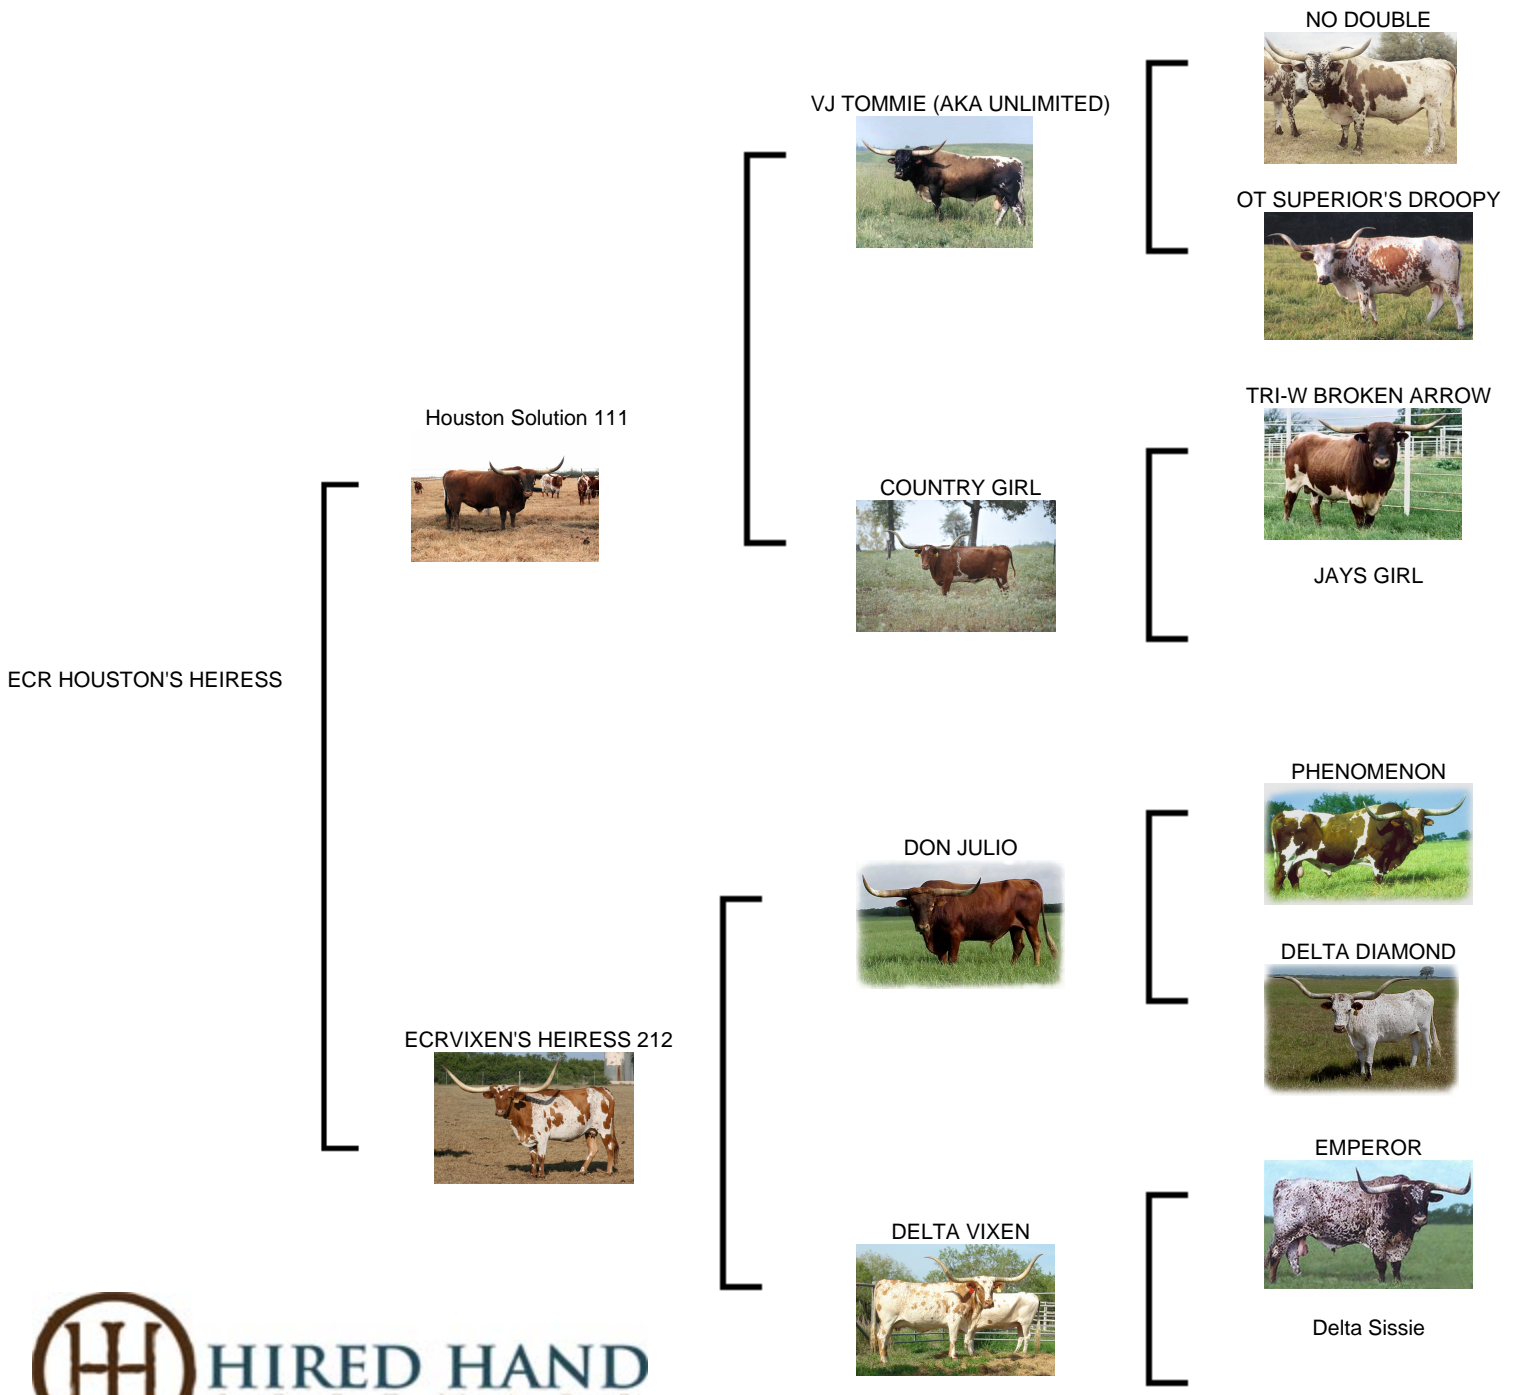 NO DOUBLE
VJ TOMMIE (AKA UNLIMITED)
OT SUPERIOR'S DROOPY
Houston Solution 111
TRI-W BROKEN ARROW
COUNTRY GIRL
JAYS GIRL
ECR HOUSTON'S HEIRESS
PHENOMENON
DON JULIO
DELTA DIAMOND
ECRVIXEN'S HEIRESS 212
EMPEROR
DELTA VIXEN
Delta Sissie
HIRED HAND